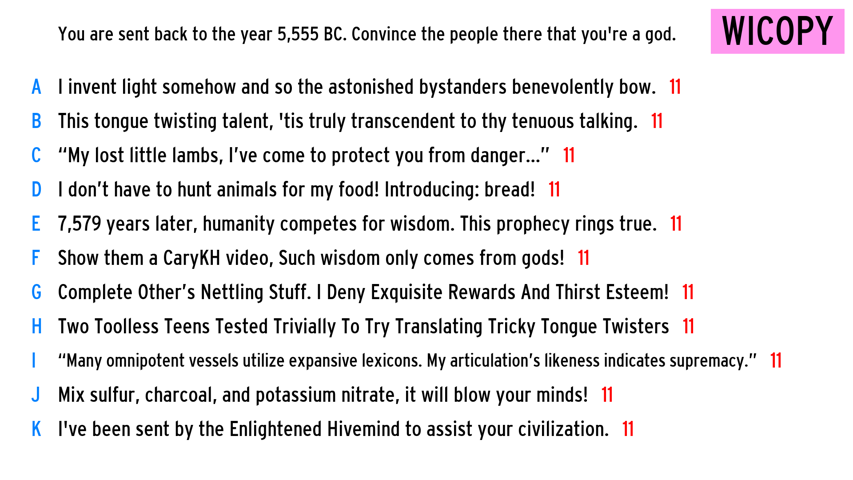 You are sent back to the year 5,555 BC. Convince the people there that you're a god.
WICOPY
A I invent light somehow and so the astonished bystanders benevolently bow. 11
B This tongue twisting talent, 'tis truly transcendent to thy tenuous talking. 11
C “My lost little lambs, I’ve come to protect you from danger...” 11
D I don’t have to hunt animals for my food! Introducing: bread! 11
E 7,579 years later, humanity competes for wisdom. This prophecy rings true. 11
F Show them a CaryKH video, Such wisdom only comes from gods! 11
G Complete Other’s Nettling Stuff. I Deny Exquisite Rewards And Thirst Esteem! 11
H Two Toolless Teens Tested Trivially To Try Translating Tricky Tongue Twisters 11
I “Many omnipotent vessels utilize expansive lexicons. My articulation’s likeness indicates supremacy.” 11
J Mix sulfur, charcoal, and potassium nitrate, it will blow your minds! 11
K I've been sent by the Enlightened Hivemind to assist your civilization. 11